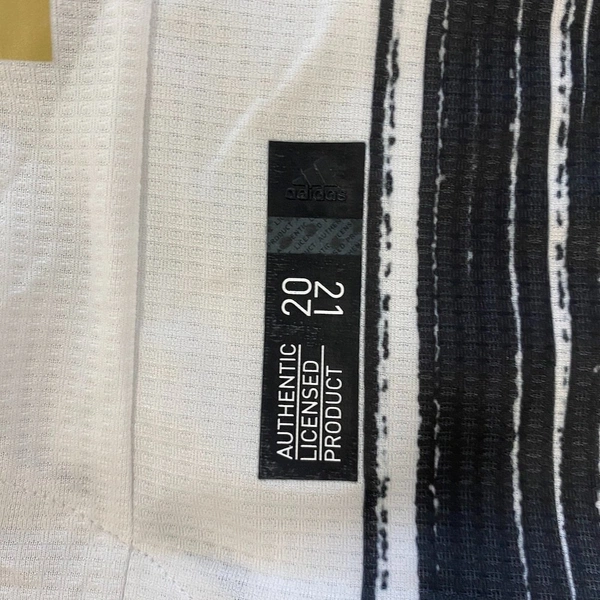 adidas
20
21
AUTHENTIC
LICENSED
PRODUCT